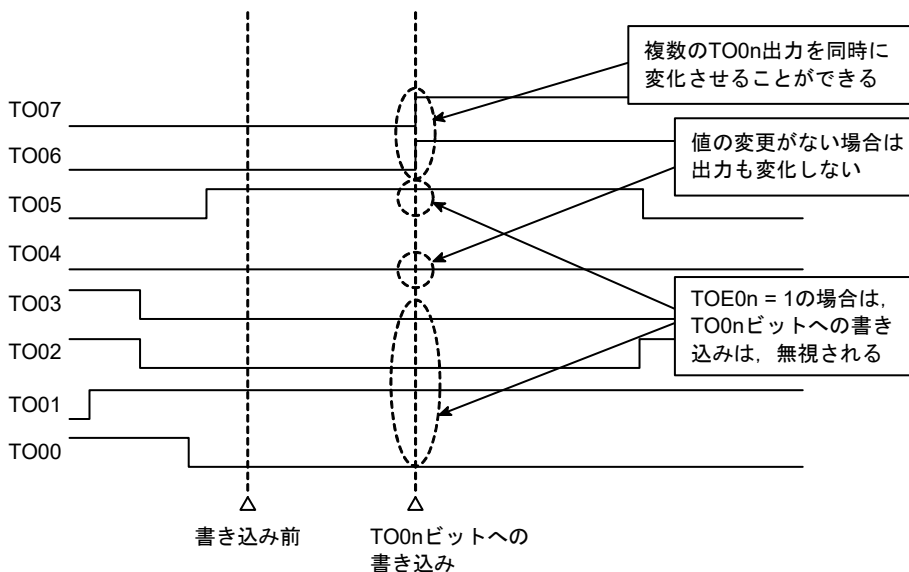 複数のTO0n出力を同時に
変化させることができる
TO07
値の変更がない場合は
出力も変化しない
TO06
TO05
TO04
TOE0n = 1の場合は，
TO0nビットへの書き
込みは，無視される
TO03
TO02
TO01
TO00
書き込み前
TO0nビットへの
書き込み